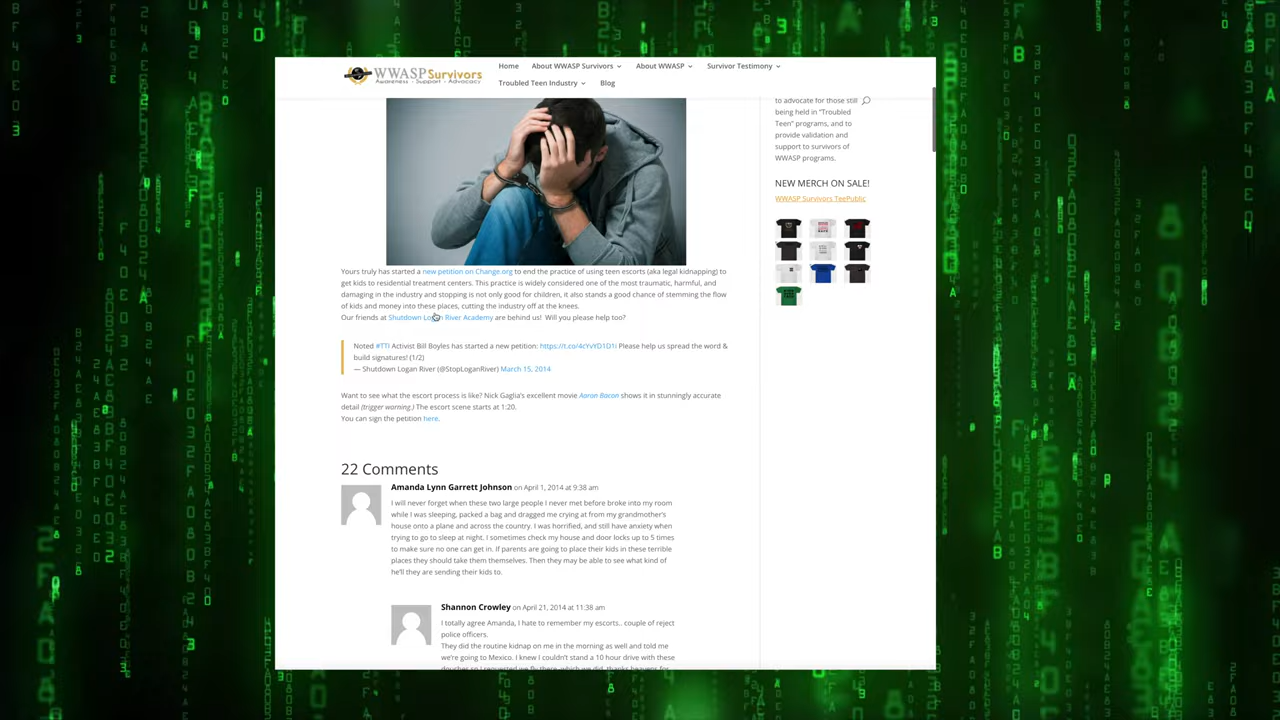 WWASPSurvivors
Awareness - Support - Advocacy
Home
About WWASP Survivors
About WWASP
Survivor Testimony
Troubled Teen Industry
Blog
Yours truly has started a new petition on Change.org to end the practice of using teen escorts (aka legal kidnapping) to
get kids to residential treatment centers. This practice is widely considered one of the most traumatic, harmful, and
damaging in the industry and stopping is not only good for children, it also stands a good chance of stemming the flow
of kids and money into these places, cutting the industry off at the knees.
Our friends at Shutdown Logan River Academy are behind us! Will you please help too?
Noted #TTI Activist Bill Boyles has started a new petition: https://t.co/4cYvYD1D1i Please help us spread the word &
build signatures! (1/2)
— Shutdown Logan River (@StopLoganRiver) March 15, 2014
Want to see what the escort process is like? Nick Gaglia's excellent movie Aaron Bacon shows it in stunningly accurate
detail (trigger warning.) The escort scene starts at 1:20.
You can sign the petition here.
22 Comments
Amanda Lynn Garrett Johnson on April 1, 2014 at 9:38 am
I will never forget when these two large people I never met before broke into my room
while I was sleeping, packed a bag and dragged me crying at from my grandmother's
house onto a plane and across the country. I was horrified, and still have anxiety when
trying to go to sleep at night. I sometimes check my house and door locks up to 5 times
to make sure no one can get in. If parents are going to place their kids in these terrible
places they should take them themselves. Then they may be able to see what kind of
he'll they are sending their kids to.
Shannon Crowley on April 21, 2014 at 11:38 am
I totally agree Amanda, I hate to remember my escorts.. couple of reject
police officers.
They did the routine kidnap on me in the morning as well and told me
we're going to Mexico. I knew I couldn't stand a 10 hour drive with these
douches so I requested we fly there, which we did, thanks heavens for
to advocate for those still
being held in "Troubled
Teen" programs, and to
provide validation and
support to survivors of
WWASP programs.
NEW MERCH ON SALE!
WWASP Survivors TeePublic